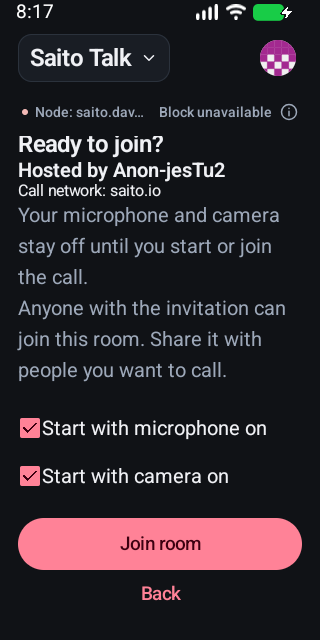 8:17
Saito Talk
Node: saito.dav... Block unavailable
Ready to join?
Hosted by Anon-jesTu2
Call network: saito.io
Your microphone and camera
stay off until you start or join
the call.
Anyone with the invitation can
join this room. Share it with
people you want to call.
Start with microphone on
Start with camera on
Join room
Back